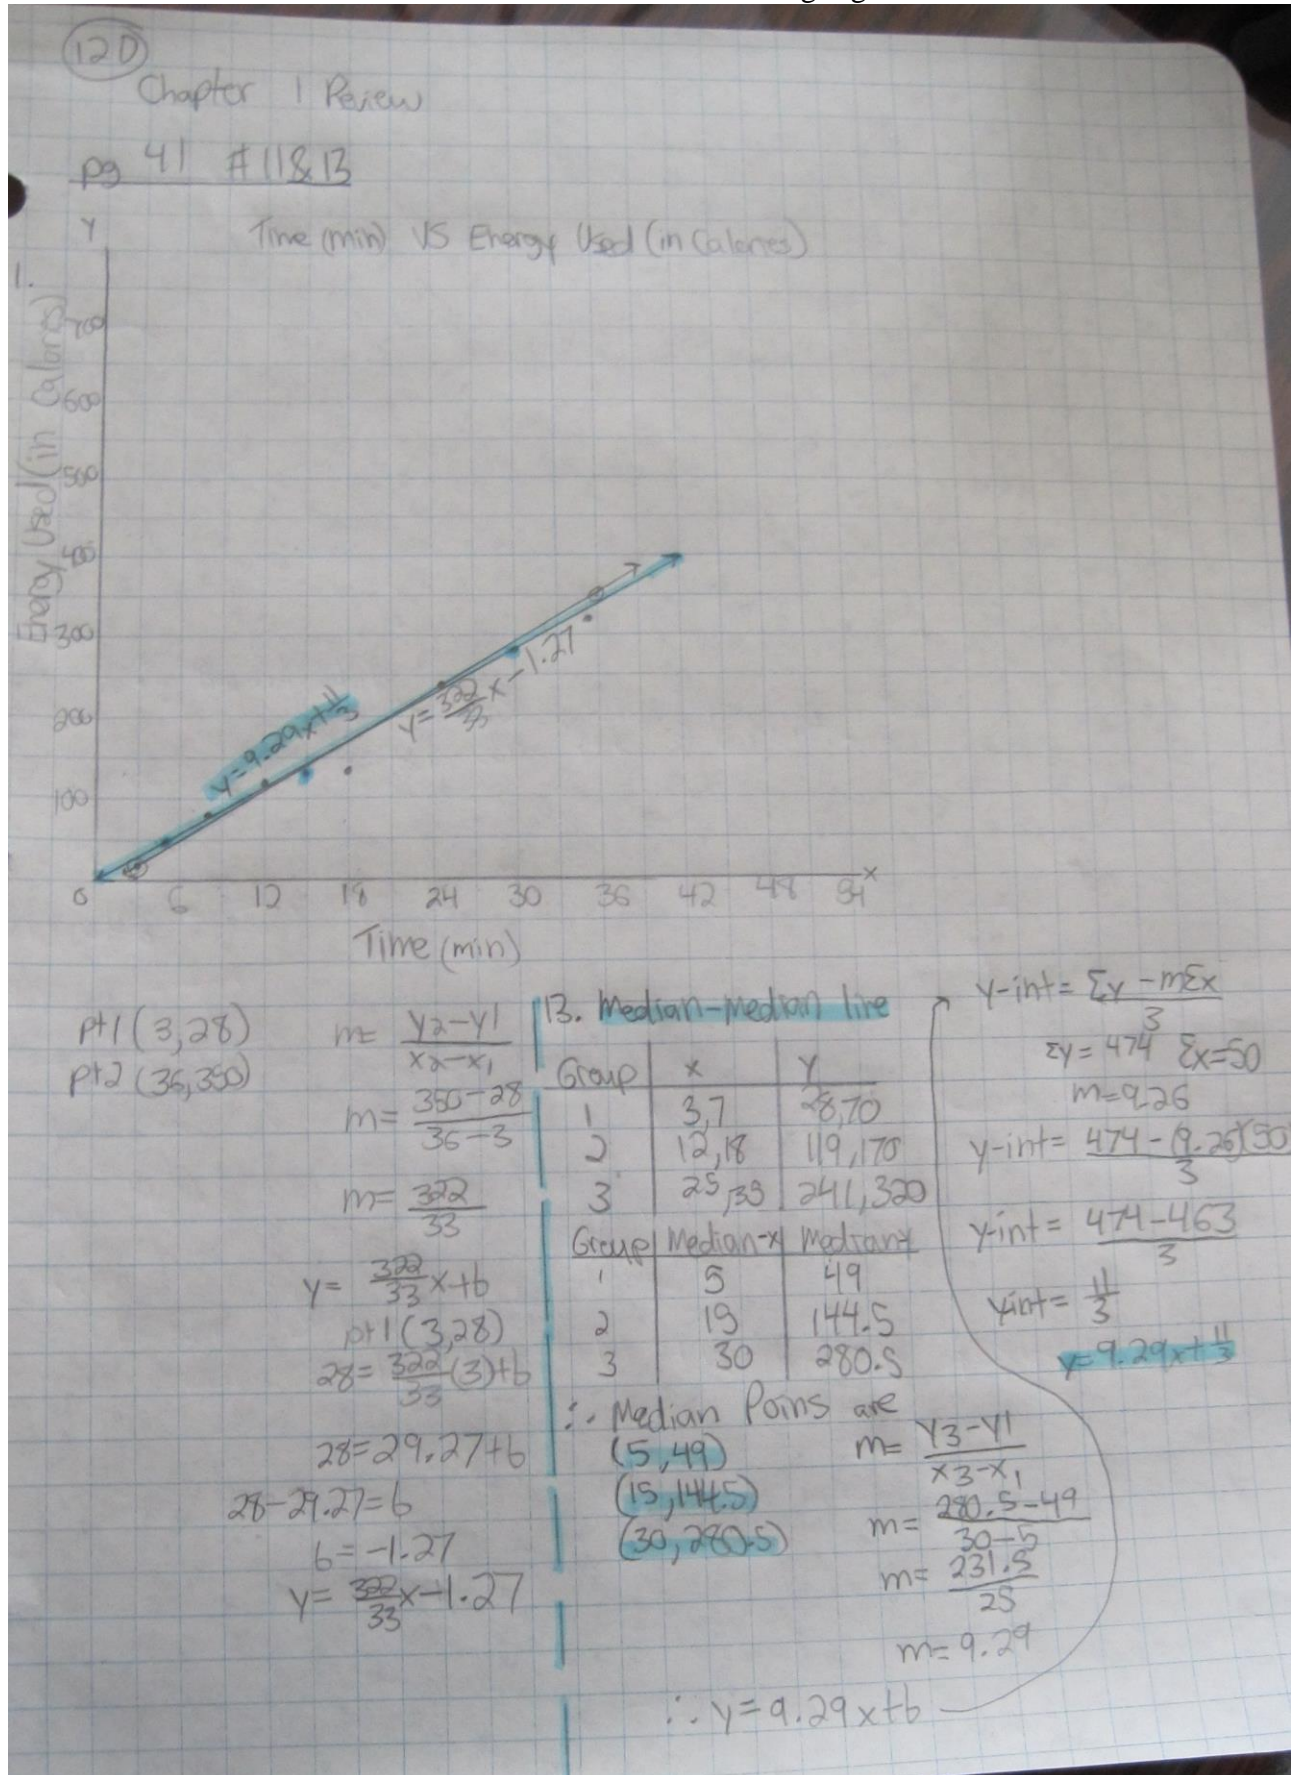 120
Chapter 1 Review
pg 41 #11&13
Y
Time (min) VS Energy Used (in Calories)
1.
Energy Used (in Calories)
700
600
500
400
300
200
100
0 6 12 18 24 30 36 42 48 54 x
Time (min)
y=9.29x+11/3
y=322/33x-1.27
pt1 (3,28)
pt2 (36,350)
m= y2-y1/x2-x1
m= 350-28/36-3
m= 322/33
y= 322/33x+b
pt1 (3,28)
28=322/33(3)+b
28=29.27+b
28-29.27=b
b=-1.27
y=322/33x-1.27
13. Median-Median line
Group x y
1 3,7 28,70
2 12,18 119,170
3 25,35 241,320
Group Median-x Median-y
1 5 49
2 15 144.5
3 30 280.5
∴ Median Poins are
(5,49)
(15,144.5)
(30,280.5)
m= y3-y1/x3-x1
m= 280.5-49/30-5
m= 231.5/25
m=9.29
∴ y=9.29x+b
y-int= Σy-mΣx/3
Σy=474 Σx=50
m=9.26
y-int= 474-(9.26)(50)/3
y-int= 474-463/3
yint= 11/3
y=9.29x+11/3